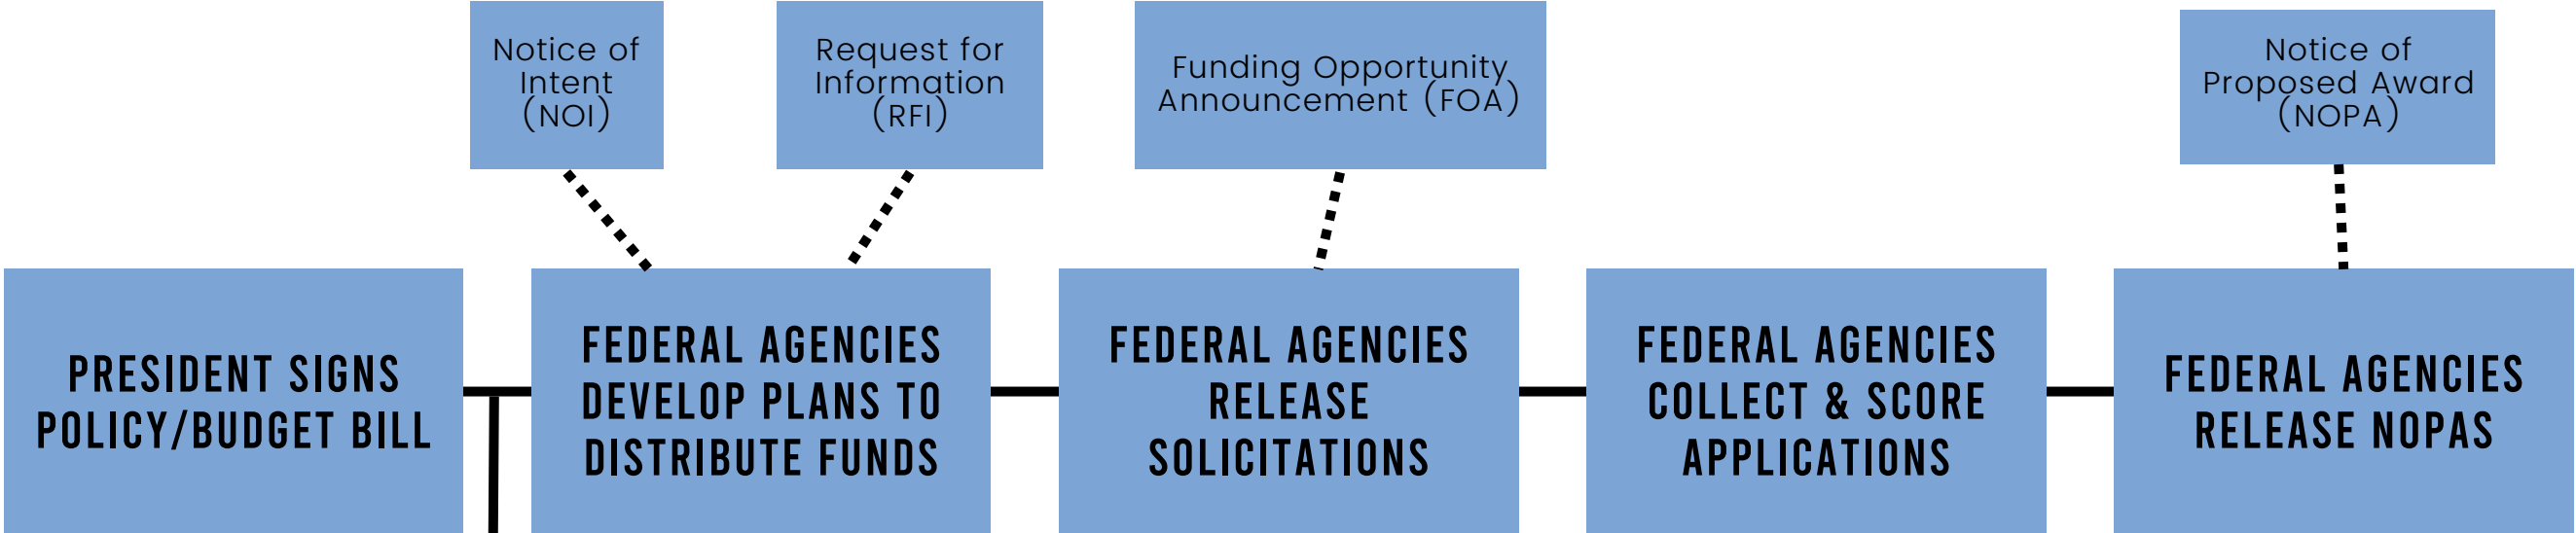 Notice of
Intent
(NOI)
Request for
Information
(RFI)
Funding Opportunity
Announcement (FOA)
Notice of
Proposed Award
(NOPA)
PRESIDENT SIGNS
POLICY/BUDGET BILL
FEDERAL AGENCIES
DEVELOP PLANS TO
DISTRIBUTE FUNDS
FEDERAL AGENCIES
RELEASE
SOLICITATIONS
FEDERAL AGENCIES
COLLECT & SCORE
APPLICATIONS
FEDERAL AGENCIES
RELEASE NOPAS